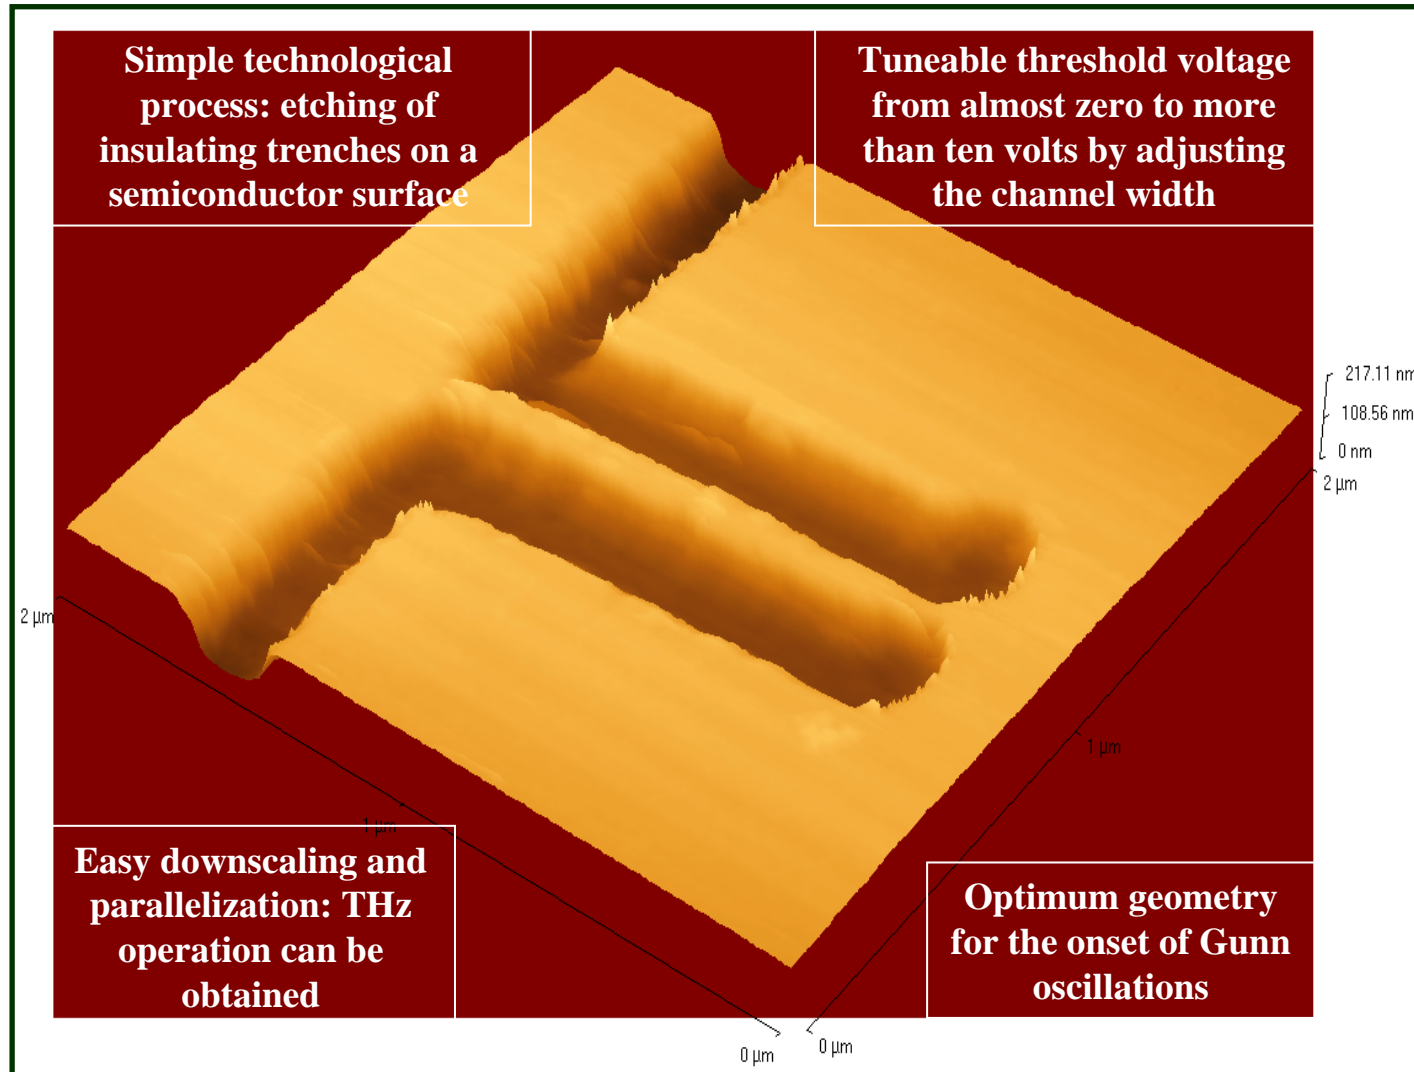 Simple technological
process: etching of
insulating trenches on a
semiconductor surface
Tuneable threshold voltage
from almost zero to more
than ten volts by adjusting
the channel width
217.11 nm
108.56 nm
0 nm
2 µm
2 µm
1 µm
1 µm
Easy downscaling and
parallelization: THz
operation can be
obtained
Optimum geometry
for the onset of Gunn
oscillations
0 µm
0 µm